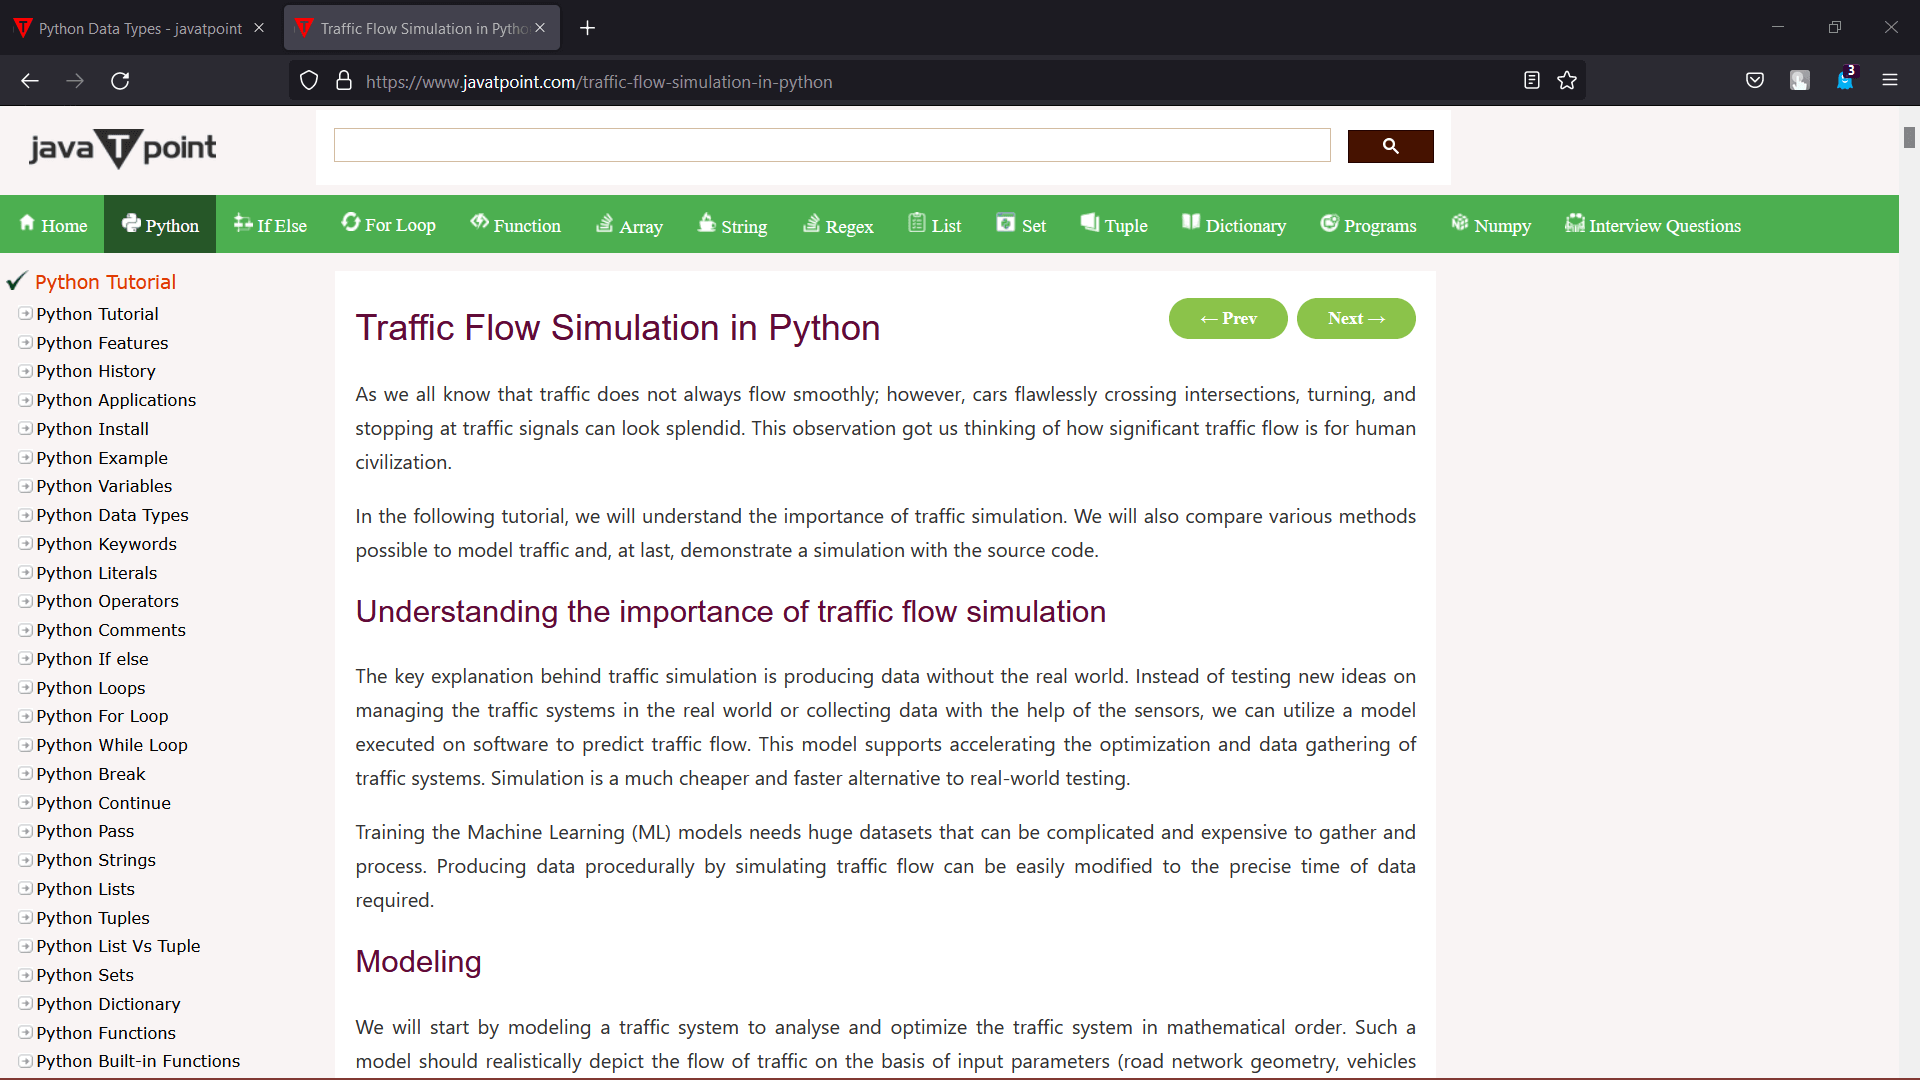 Python Data Types - javatpoint
Traffic Flow Simulation in Pytho
https://www.javatpoint.com/traffic-flow-simulation-in-python
3
javaTpoint
Home Python If Else For Loop Function Array String Regex List Set Tuple Dictionary Programs Numpy Interview Questions
Python Tutorial
Python Tutorial
Python Features
Python History
Python Applications
Python Install
Python Example
Python Variables
Python Data Types
Python Keywords
Python Literals
Python Operators
Python Comments
Python If else
Python Loops
Python For Loop
Python While Loop
Python Break
Python Continue
Python Pass
Python Strings
Python Lists
Python Tuples
Python List Vs Tuple
Python Sets
Python Dictionary
Python Functions
Python Built-in Functions
← Prev Next →
Traffic Flow Simulation in Python
As we all know that traffic does not always flow smoothly; however, cars flawlessly crossing intersections, turning, and
stopping at traffic signals can look splendid. This observation got us thinking of how significant traffic flow is for human
civilization.
In the following tutorial, we will understand the importance of traffic simulation. We will also compare various methods
possible to model traffic and, at last, demonstrate a simulation with the source code.
Understanding the importance of traffic flow simulation
The key explanation behind traffic simulation is producing data without the real world. Instead of testing new ideas on
managing the traffic systems in the real world or collecting data with the help of the sensors, we can utilize a model
executed on software to predict traffic flow. This model supports accelerating the optimization and data gathering of
traffic systems. Simulation is a much cheaper and faster alternative to real-world testing.
Training the Machine Learning (ML) models needs huge datasets that can be complicated and expensive to gather and
process. Producing data procedurally by simulating traffic flow can be easily modified to the precise time of data
required.
Modeling
We will start by modeling a traffic system to analyse and optimize the traffic system in mathematical order. Such a
model should realistically depict the flow of traffic on the basis of input parameters (road network geometry, vehicles